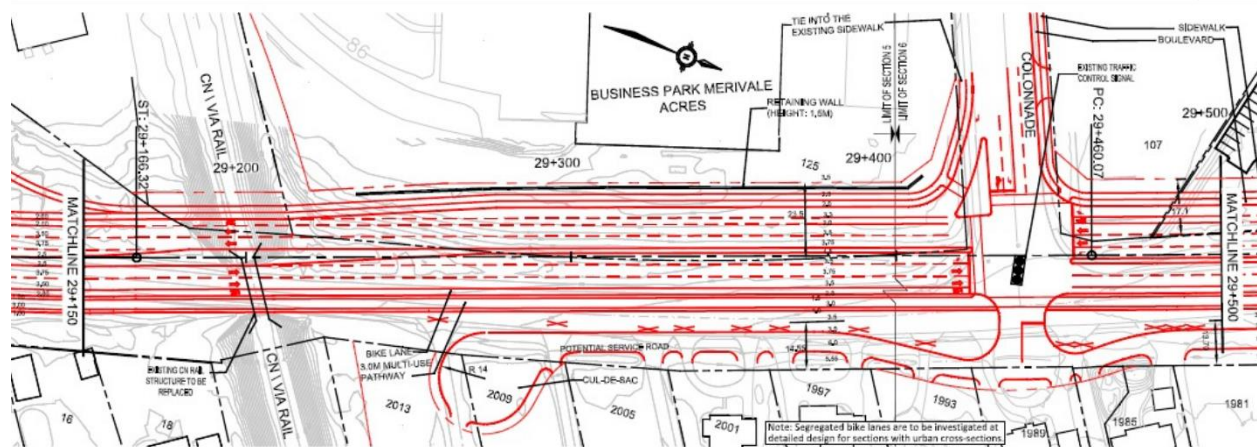 TIE INTO THE
EXISTING SIDEWALK
SIDEWALK
BOULEVARD
86
CN \ VIA RAIL
ST: 29+166.32
N
BUSINESS PARK MERIVALE
ACRES
RETAINING WALL
(HEIGHT: 1.5M)
LIMIT OF SECTION 5
LIMIT OF SECTION 6
COLONNADE
EXISTING TRAFFIC
CONTROL SIGNAL
PC: 29+460.07
29+500
107
29+200
29+300
125
29+400
MATCHLINE 29+150
MATCHLINE 29+500
EXISTING CN RAIL
STRUCTURE TO BE
REPLACED
CN \ VIA RAIL
BIKE LANE
3.0M MULTI-USE
PATHWAY
R 14
CUL-DE-SAC
POTENTIAL SERVICE ROAD
14.55
16
18
2013
2009
2005
2001
1997
1993
1989
1985
1981
Note: Segregated bike lanes are to be investigated at
detailed design for sections with urban cross-sections